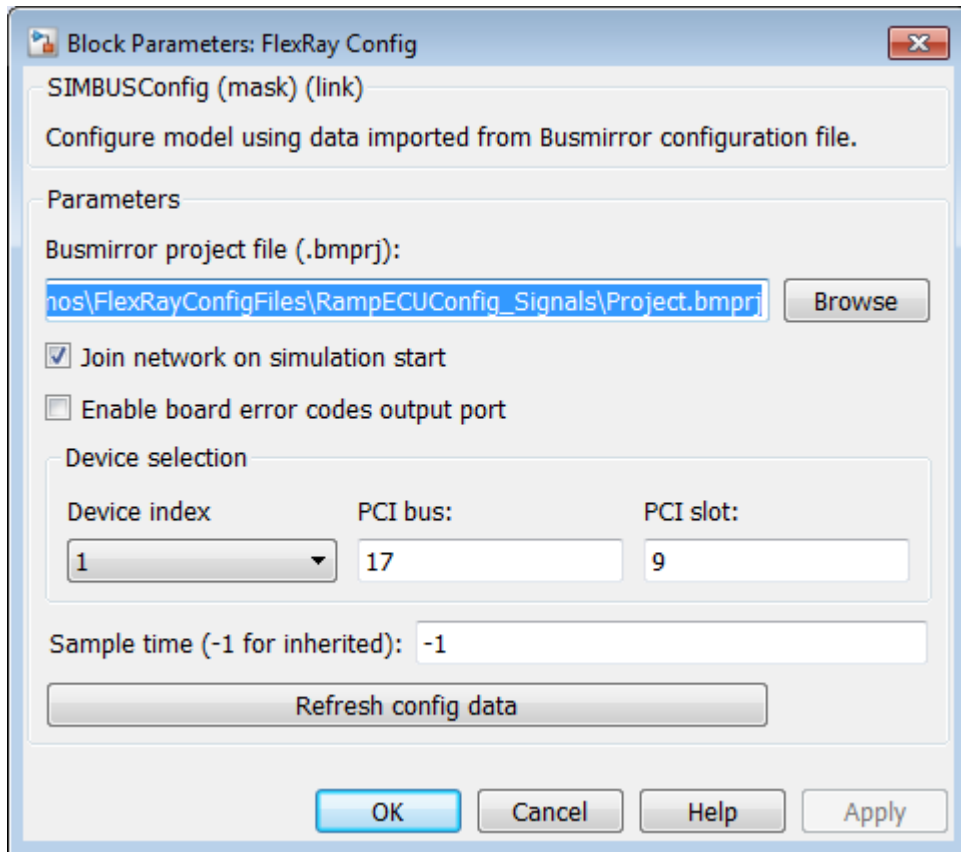 Block Parameters: FlexRay Config
SIMBUSConfig (mask) (link)
Configure model using data imported from Busmirror configuration file.
Parameters
Busmirror project file (.bmprj):
nos\FlexRayConfigFiles\RampECUConfig_Signals\Project.bmprj Browse
Join network on simulation start
Enable board error codes output port
Device selection
Device index PCI bus: PCI slot:
1 17 9
Sample time (-1 for inherited): -1
Refresh config data
OK Cancel Help Apply